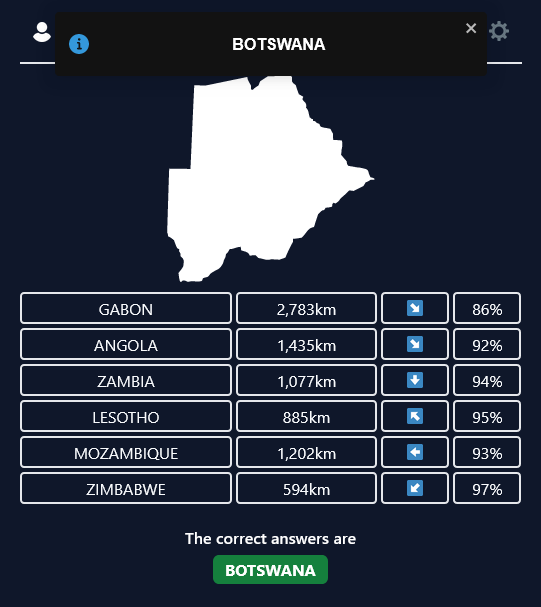 BOTSWANA
GABON 2,783km ↘️ 86%
ANGOLA 1,435km ↘️ 92%
ZAMBIA 1,077km ⬇️ 94%
LESOTHO 885km ↖️ 95%
MOZAMBIQUE 1,202km ⬅️ 93%
ZIMBABWE 594km ↙️ 97%
The correct answers are
BOTSWANA